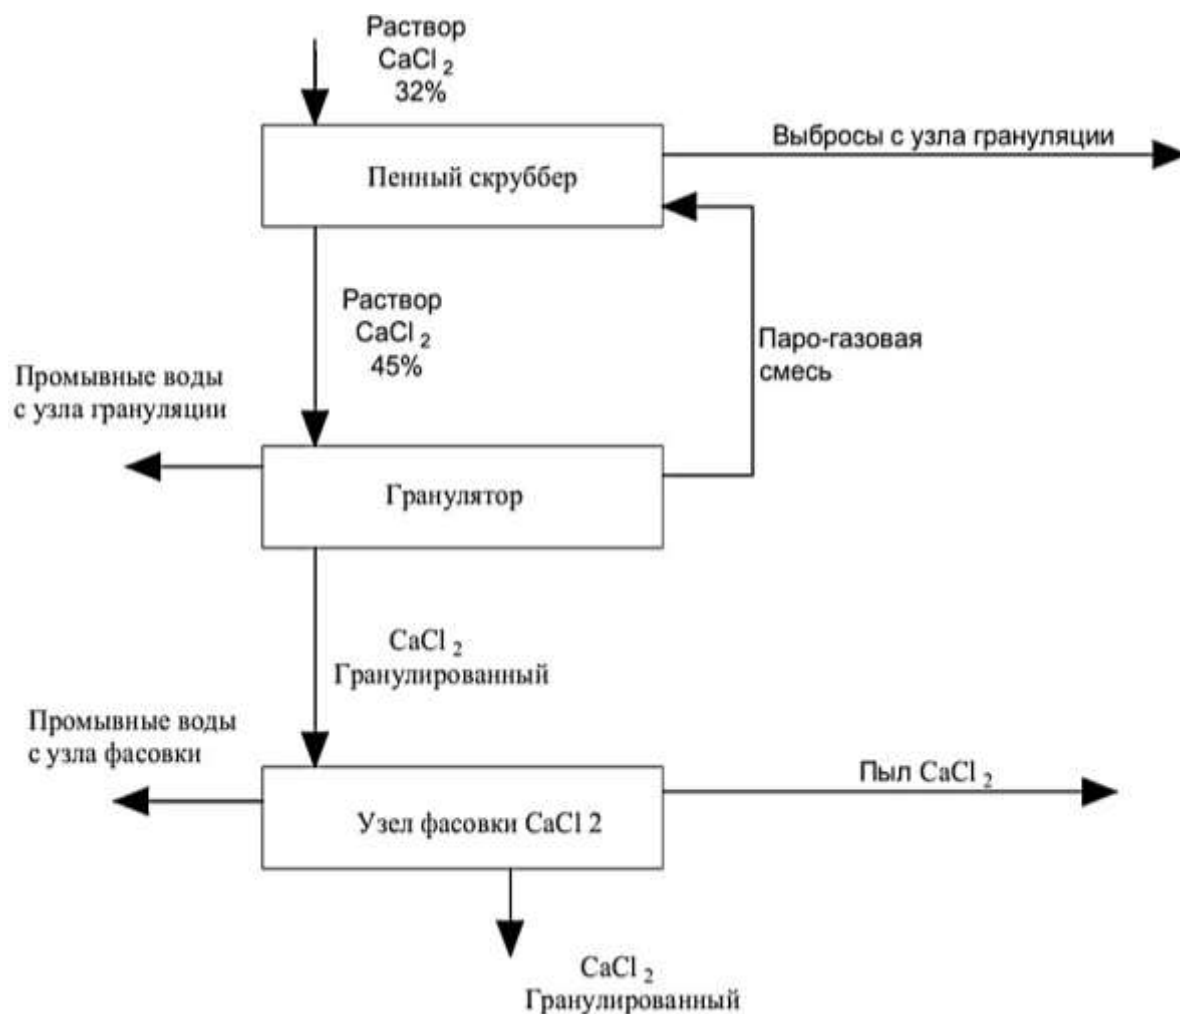 Раствор
CaCl 2
32%
Выбросы с узла грануляции
Пенный скруббер
Раствор
CaCl 2
45%
Паро-газовая
смесь
Промывные воды
с узла грануляции
Гранулятор
CaCl 2
Гранулированный
Промывные воды
с узла фасовки
Пыл CaCl 2
Узел фасовки CaCl 2
CaCl 2
Гранулированный